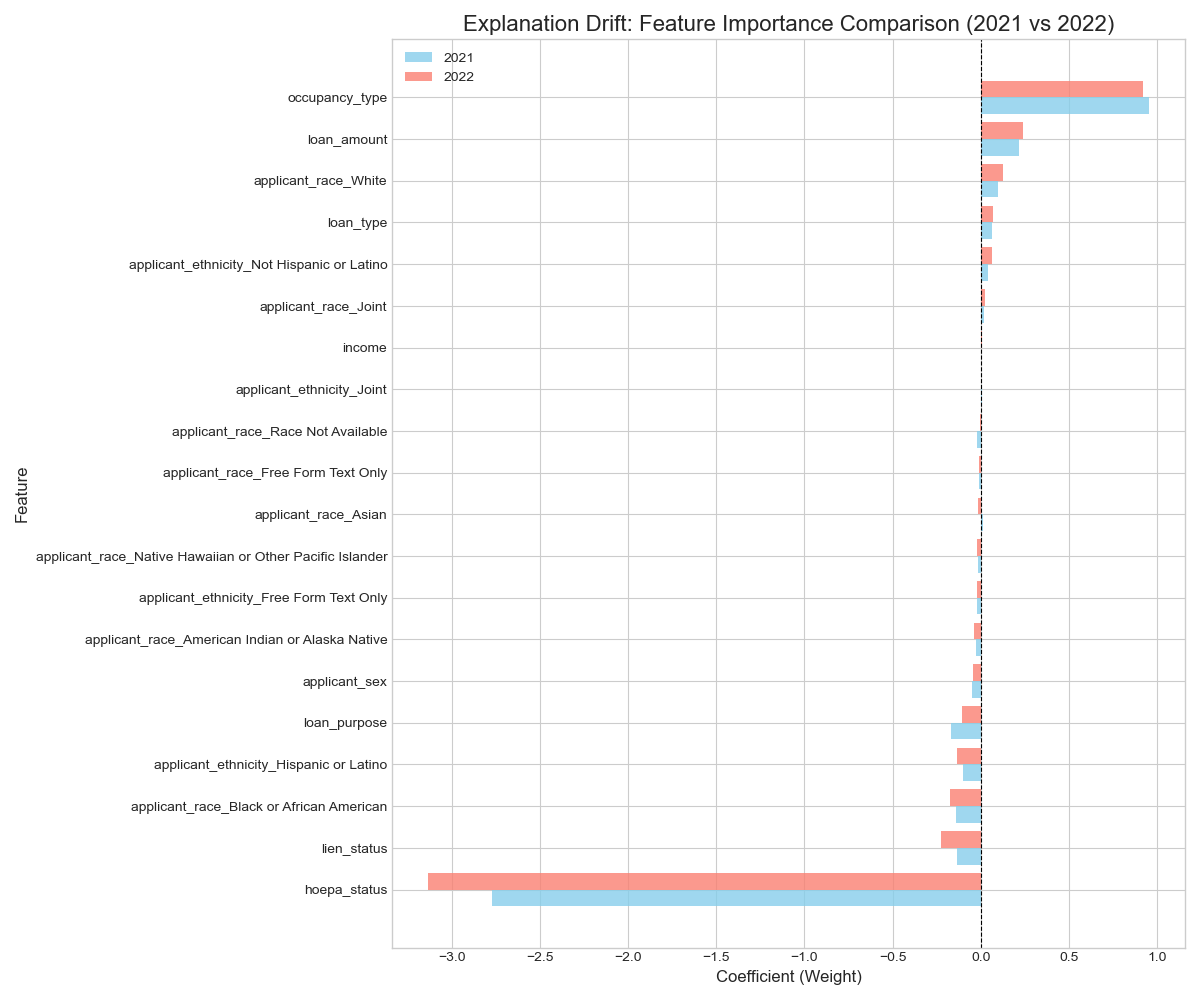 Explanation Drift: Feature Importance Comparison (2021 vs 2022)
2021
2022
occupancy_type
loan_amount
applicant_race_White
loan_type
applicant_ethnicity_Not Hispanic or Latino
applicant_race_Joint
income
applicant_ethnicity_Joint
applicant_race_Race Not Available
applicant_race_Free Form Text Only
applicant_race_Asian
applicant_race_Native Hawaiian or Other Pacific Islander
applicant_ethnicity_Free Form Text Only
applicant_race_American Indian or Alaska Native
applicant_sex
loan_purpose
applicant_ethnicity_Hispanic or Latino
applicant_race_Black or African American
lien_status
hoepa_status
Feature
−3.0 −2.5 −2.0 −1.5 −1.0 −0.5 0.0 0.5 1.0
Coefficient (Weight)